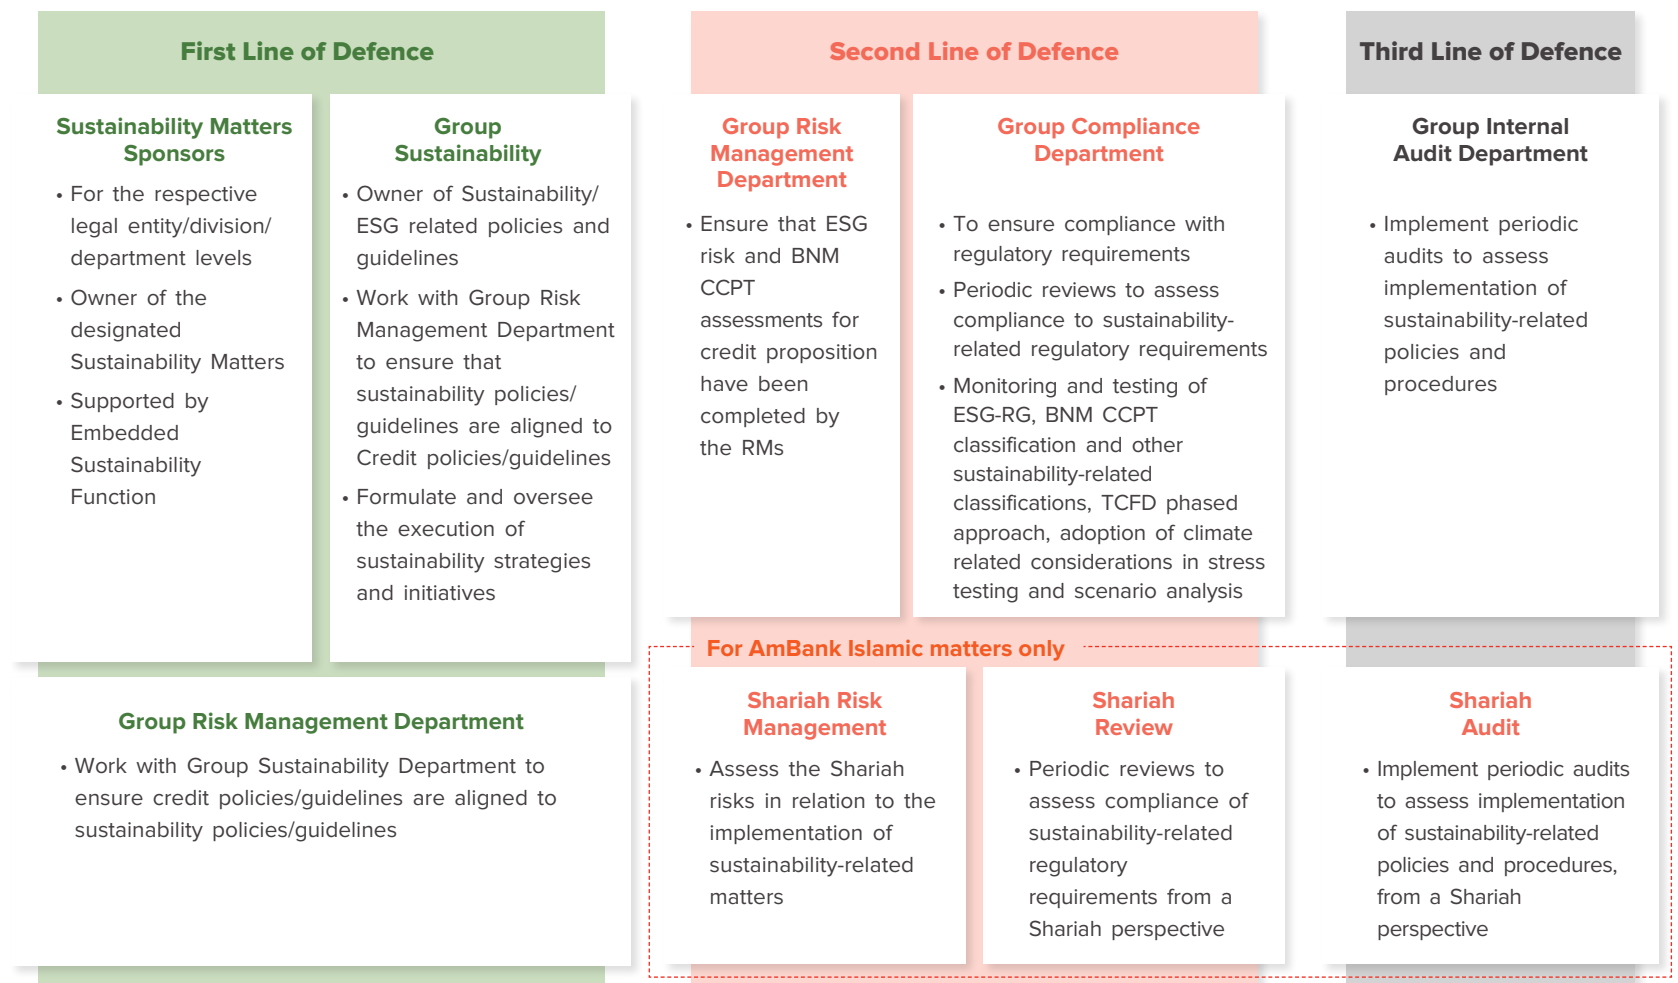 First Line of Defence
Sustainability Matters
Sponsors
• For the respective
legal entity/division/
department levels
• Owner of the
designated
Sustainability Matters
• Supported by
Embedded
Sustainability
Function
Group
Sustainability
• Owner of Sustainability/
ESG related policies and
guidelines
• Work with Group Risk
Management Department
to ensure that
sustainability policies/
guidelines are aligned to
Credit policies/guidelines
• Formulate and oversee
the execution of
sustainability strategies
and initiatives
Group Risk Management Department
• Work with Group Sustainability Department to
ensure credit policies/guidelines are aligned to
sustainability policies/guidelines
Second Line of Defence
Group Risk
Management
Department
• Ensure that ESG
risk and BNM
CCPT
assessments for
credit proposition
have been
completed by
the RMs
Group Compliance
Department
• To ensure compliance with
regulatory requirements
• Periodic reviews to assess
compliance to sustainability-
related regulatory requirements
• Monitoring and testing of
ESG-RG, BNM CCPT
classification and other
sustainability-related
classifications, TCFD phased
approach, adoption of climate
related considerations in stress
testing and scenario analysis
Third Line of Defence
Group Internal
Audit Department
• Implement periodic
audits to assess
implementation of
sustainability-related
policies and
procedures
For AmBank Islamic matters only
Shariah Risk
Management
• Assess the Shariah
risks in relation to the
implementation of
sustainability-related
matters
Shariah
Review
• Periodic reviews to
assess compliance of
sustainability-related
regulatory
requirements from a
Shariah perspective
Shariah
Audit
• Implement periodic audits
to assess implementation
of sustainability-related
policies and procedures,
from a Shariah
perspective